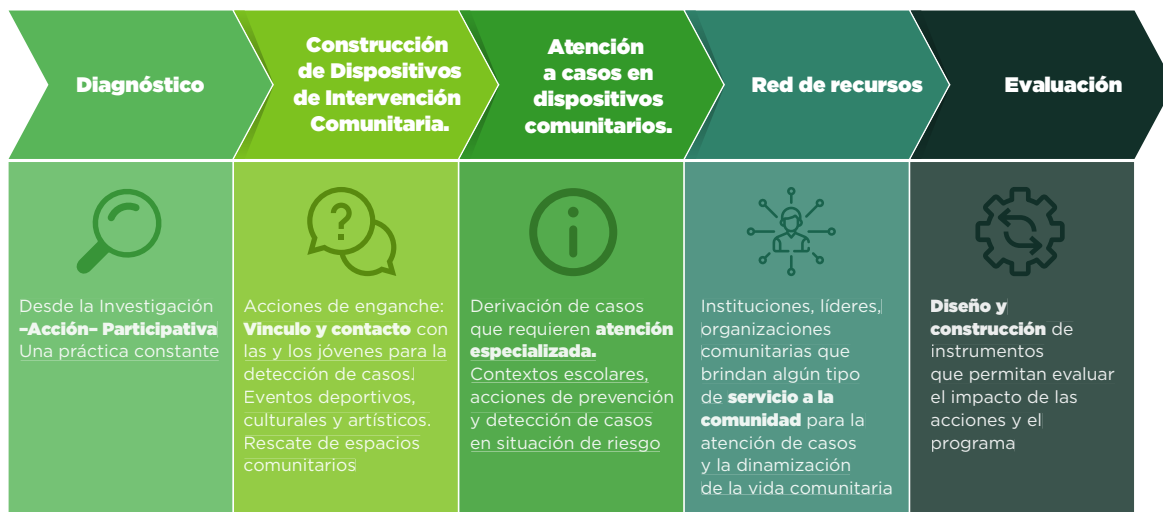 Diagnóstico
Construcción
de Dispositivos
de Intervención
Comunitaria.
Atención
a casos en
dispositivos
comunitarios.
Red de recursos
Evaluación
Desde la Investigación
–Acción– Participativa
Una práctica constante
Acciones de enganche:
Vinculo y contacto con
las y los jóvenes para la
detección de casos.
Eventos deportivos,
culturales y artísticos.
Rescate de espacios
comunitarios
Derivación de casos
que requieren atención
especializada.
Contextos escolares,
acciones de prevención
y detección de casos
en situación de riesgo
Instituciones, líderes,
organizaciones
comunitarias que
brindan algún tipo
de servicio a la
comunidad para la
atención de casos
y la dinamización
de la vida comunitaria
Diseño y
construcción de
instrumentos
que permitan evaluar
el impacto de las
acciones y el
programa